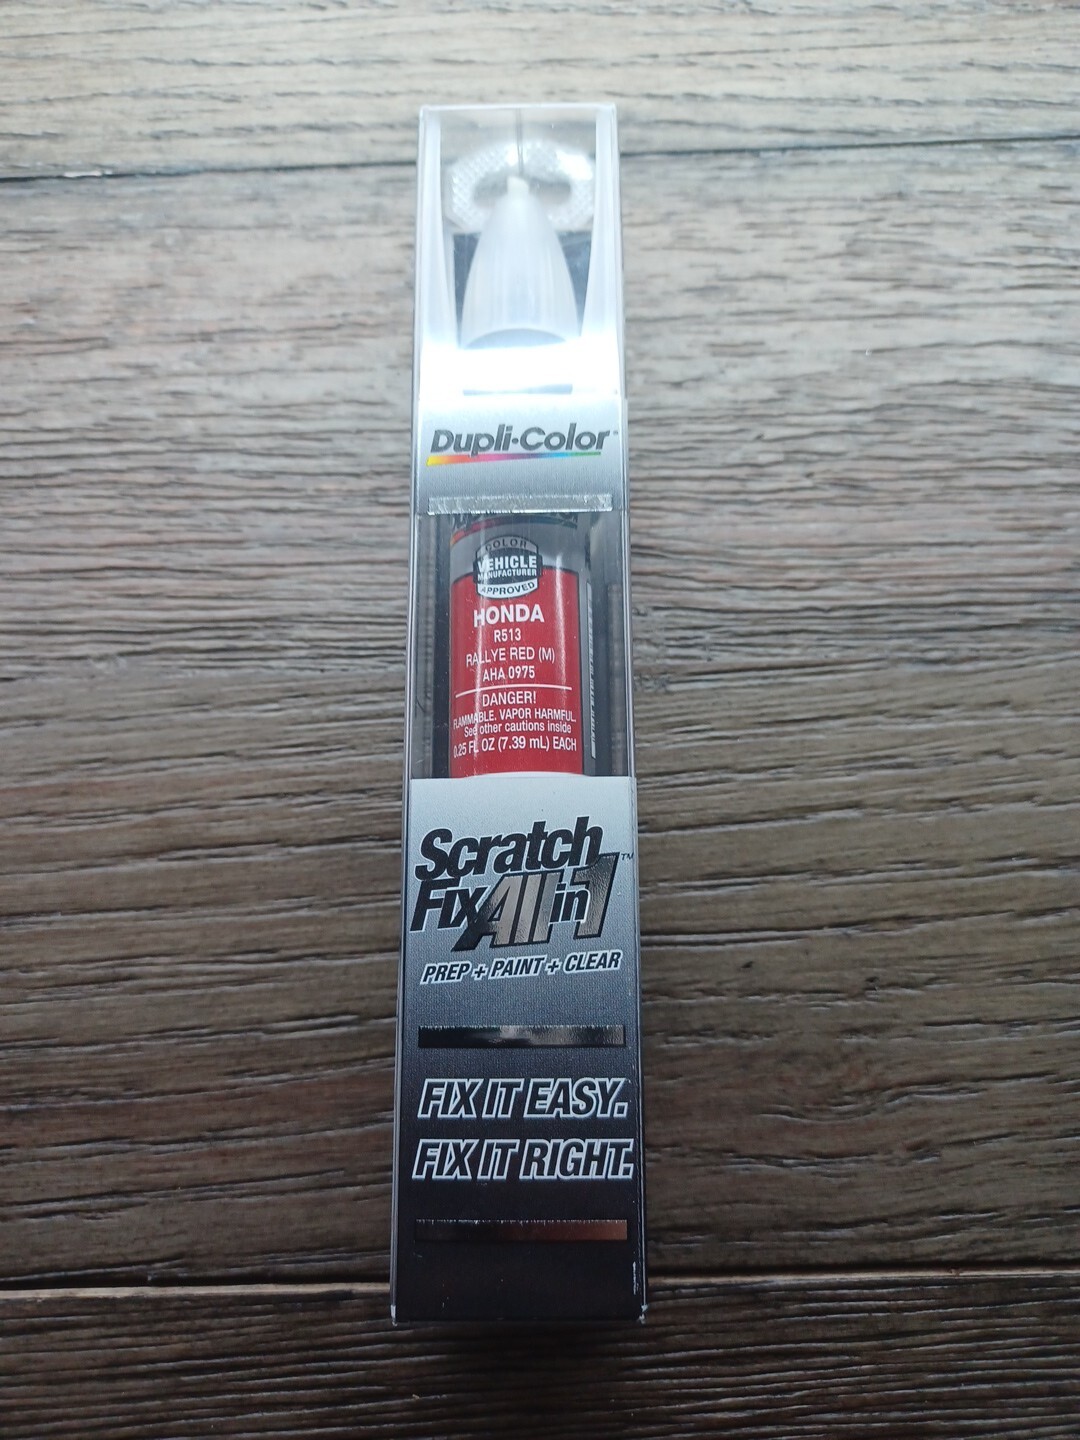 Dupli-Color
COLOR
VEHICLE
MANUFACTURER
APPROVED
HONDA
R513
RALLYE RED (M)
AHA 0975
DANGER!
FLAMMABLE. VAPOR HARMFUL.
See other cautions inside
0.25 FL OZ (7.39 mL) EACH
Scratch
Fix All in 1™
PREP + PAINT + CLEAR
FIX IT EASY.
FIX IT RIGHT.